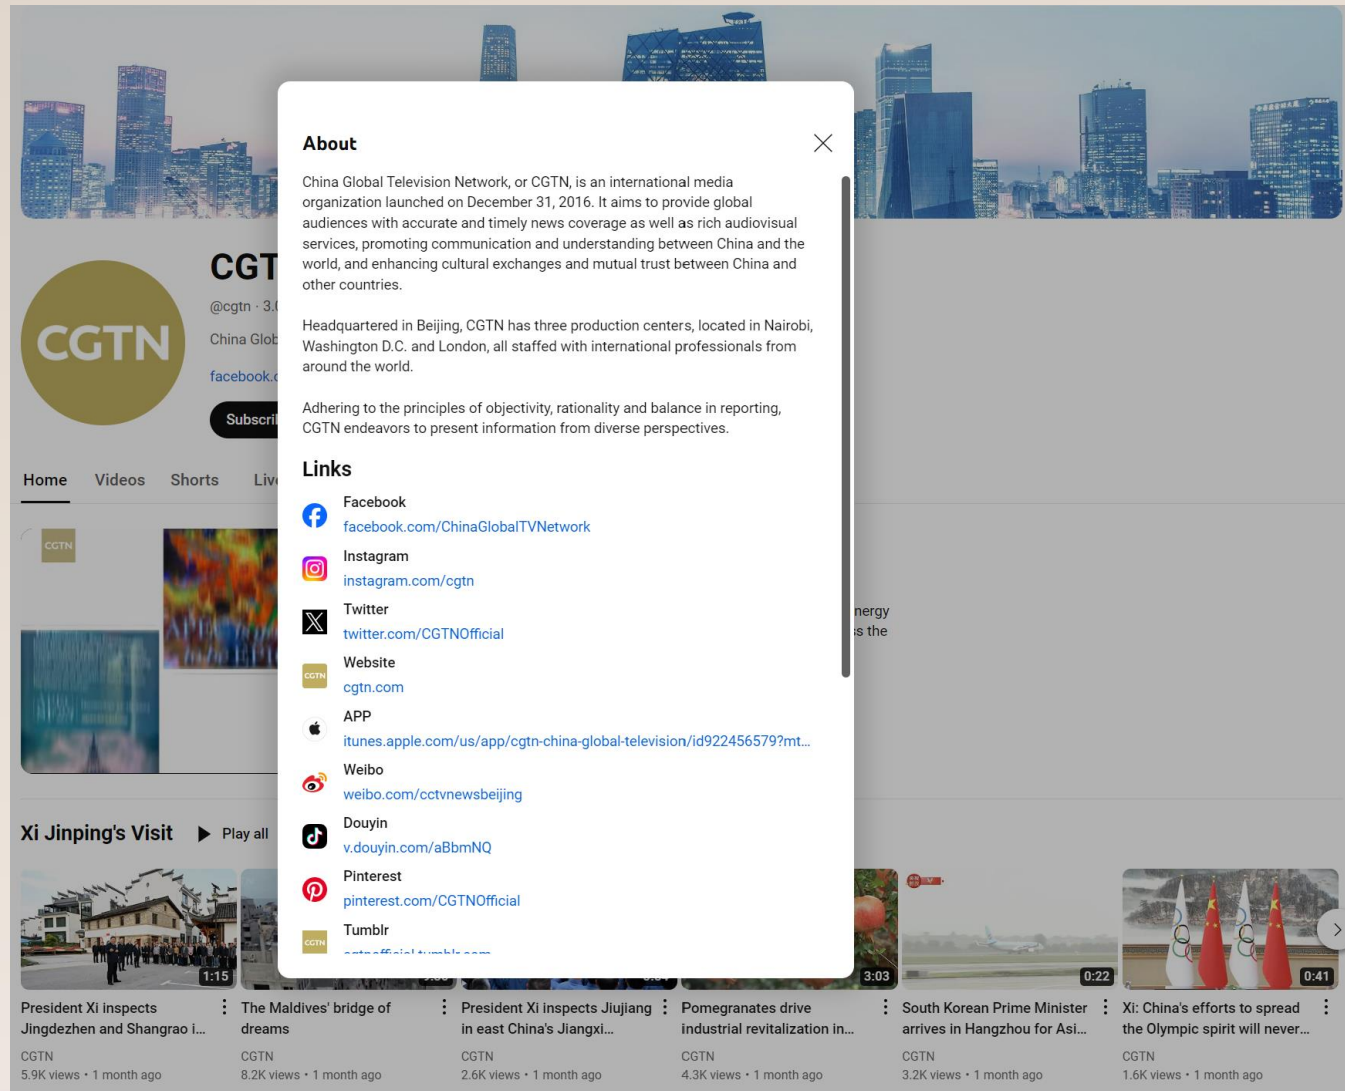 About
China Global Television Network, or CGTN, is an international media
organization launched on December 31, 2016. It aims to provide global
audiences with accurate and timely news coverage as well as rich audiovisual
services, promoting communication and understanding between China and the
world, and enhancing cultural exchanges and mutual trust between China and
other countries.
Headquartered in Beijing, CGTN has three production centers, located in Nairobi,
Washington D.C. and London, all staffed with international professionals from
around the world.
Adhering to the principles of objectivity, rationality and balance in reporting,
CGTN endeavors to present information from diverse perspectives.
Links
Facebook
facebook.com/ChinaGlobalTVNetwork
Instagram
instagram.com/cgtn
Twitter
twitter.com/CGTNOfficial
CGTN
Website
cgtn.com
APP
itunes.apple.com/us/app/cgtn-china-global-television/id922456579?mt...
Weibo
weibo.com/cctvnewsbeijing
Douyin
v.douyin.com/aBbmNQ
Pinterest
pinterest.com/CGTNOfficial
CGTN
Tumblr
CGTN
CGT
@cgtn · 3.
China Glob
facebook.c
Subscri
Home Videos Shorts Liv
CGTN
nergy
s the
Xi Jinping's Visit Play all
1:15
3:03
0:22
0:41
President Xi inspects
Jingdezhen and Shangrao i...
CGTN
5.9K views • 1 month ago
The Maldives' bridge of
dreams
CGTN
8.2K views • 1 month ago
President Xi inspects Jiujiang
in east China's Jiangxi...
CGTN
2.6K views • 1 month ago
Pomegranates drive
industrial revitalization in...
CGTN
4.3K views • 1 month ago
South Korean Prime Minister
arrives in Hangzhou for Asi...
CGTN
3.2K views • 1 month ago
Xi: China's efforts to spread
the Olympic spirit will never...
CGTN
1.6K views • 1 month ago